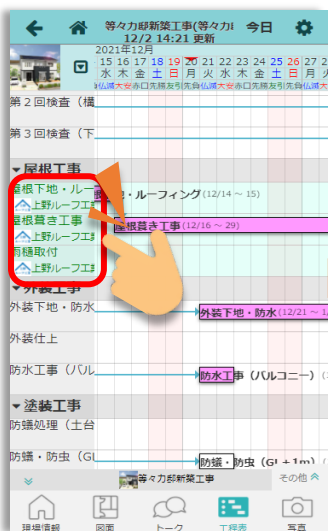 等々力邸新築工事(等々力
12/2 14:21 更新
今日
2021年12月
15 16 17 18 19 20 21 22 23 24 25 26 27
水 木 金 土 日 月 火 水 木 金 土 日 月
仏滅 大安 赤口 先勝 友引 先負 仏滅 大安 赤口 先勝 友引 先負 仏滅
第２回検査（横
第３回検査（下
屋根工事
屋根下地・ルー
・ルーフィング(12/14 ～ 15)
上野ルーフ工業
屋根葺き工事
屋根葺き工事(12/16 ～ 29)
上野ルーフ工業
雨樋取付
上野ルーフ工業
外装工事
外装下地・防水
外装下地・防水(12/21 ～
外装仕上
防水工事（バル
防水工事（バルコニー）(
塗装工事
防蟻処理（土台
防蟻・防虫（GL
防蟻・防虫（GL＋1m）(
等々力邸新築工事
その他
現場情報
図面
トーク
工程表
写真